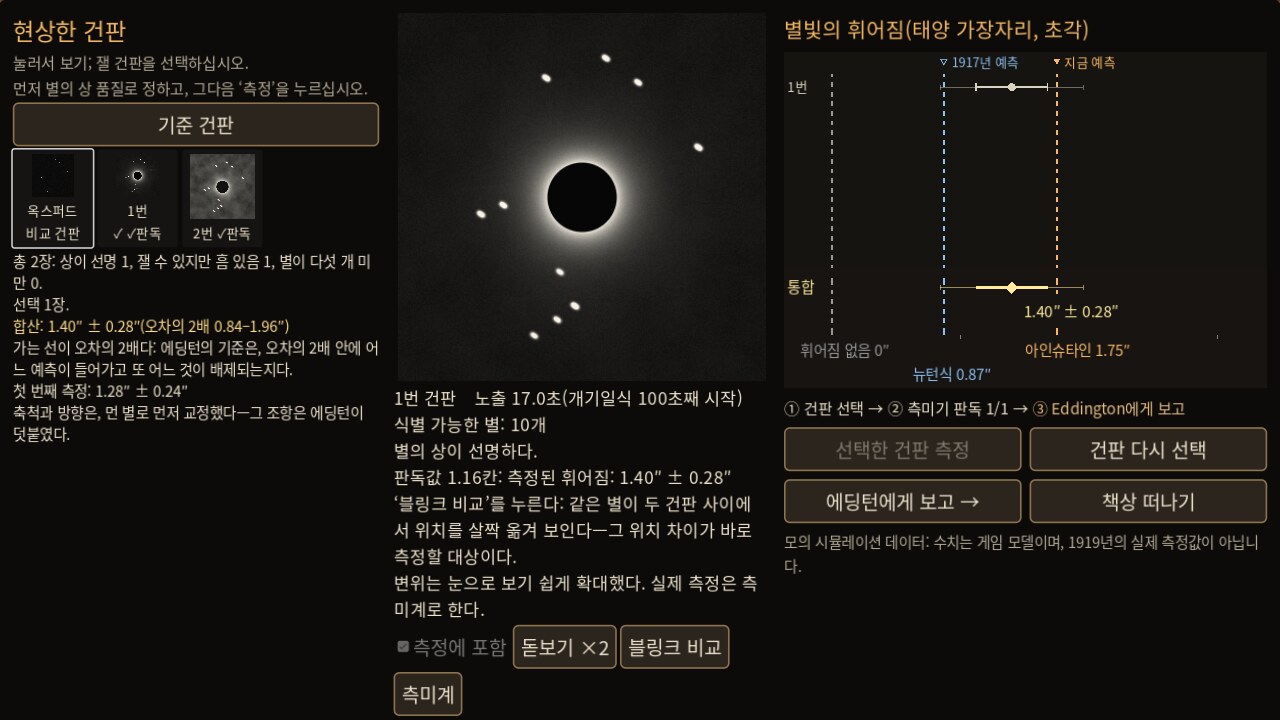 현상한 건판
눌러서 보기; 잴 건판을 선택하십시오.
먼저 별의 상 품질로 정하고, 그다음 ‘측정’을 누르십시오.
기준 건판
옥스퍼드
비교 건판
1번
✓ ✓판독
2번 ✓판독
총 2장: 상이 선명 1, 잴 수 있지만 흠 있음 1, 별이 다섯 개 미
만 0.
선택 1장.
합산: 1.40″ ± 0.28″(오차의 2배 0.84–1.96″)
가는 선이 오차의 2배다: 에딩턴의 기준은, 오차의 2배 안에 어
느 예측이 들어가고 또 어느 것이 배제되는지다.
첫 번째 측정: 1.28″ ± 0.24″
축척과 방향은, 먼 별로 먼저 교정했다—그 조항은 에딩턴이
덧붙였다.
1번 건판 노출 17.0초(개기일식 100초째 시작)
식별 가능한 별: 10개
별의 상이 선명하다.
판독값 1.16칸: 측정된 휘어짐: 1.40″ ± 0.28″
‘블링크 비교’를 누른다: 같은 별이 두 건판 사이에
서 위치를 살짝 옮겨 보인다—그 위치 차이가 바로
측정할 대상이다.
변위는 눈으로 보기 쉽게 확대했다. 실제 측정은 측
미계로 한다.
측정에 포함
돋보기 ×2
블링크 비교
측미계
별빛의 휘어짐(태양 가장자리, 초각)
▽ 1917년 예측
▼ 지금 예측
1번
통합
1.40″ ± 0.28″
휘어짐 없음 0″
아인슈타인 1.75″
뉴턴식 0.87″
① 건판 선택 → ② 측미기 판독 1/1 → ③ Eddington에게 보고
선택한 건판 측정
건판 다시 선택
에딩턴에게 보고 →
책상 떠나기
모의 시뮬레이션 데이터: 수치는 게임 모델이며, 1919년의 실제 측정값이 아닙니
다.